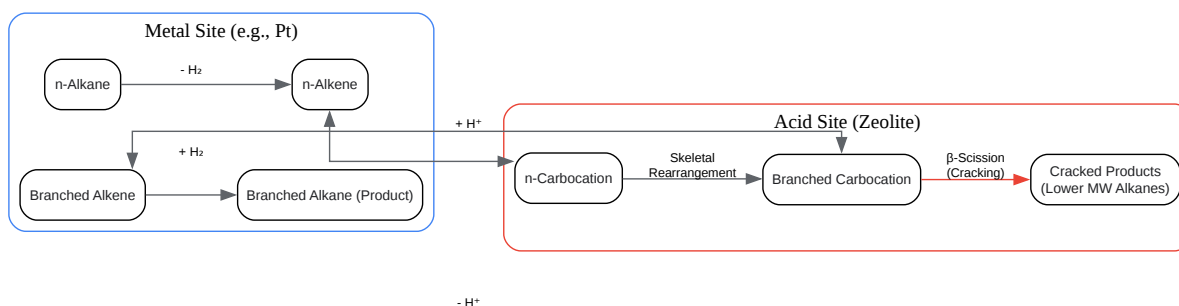 Metal Site (e.g., Pt)
n-Alkane
- H₂
n-Alkene
+ H⁺
Acid Site (Zeolite)
+ H₂
Branched Alkene
Branched Alkane (Product)
n-Carbocation
Skeletal
Rearrangement
Branched Carbocation
β-Scission
(Cracking)
Cracked Products
(Lower MW Alkanes)
- H⁺